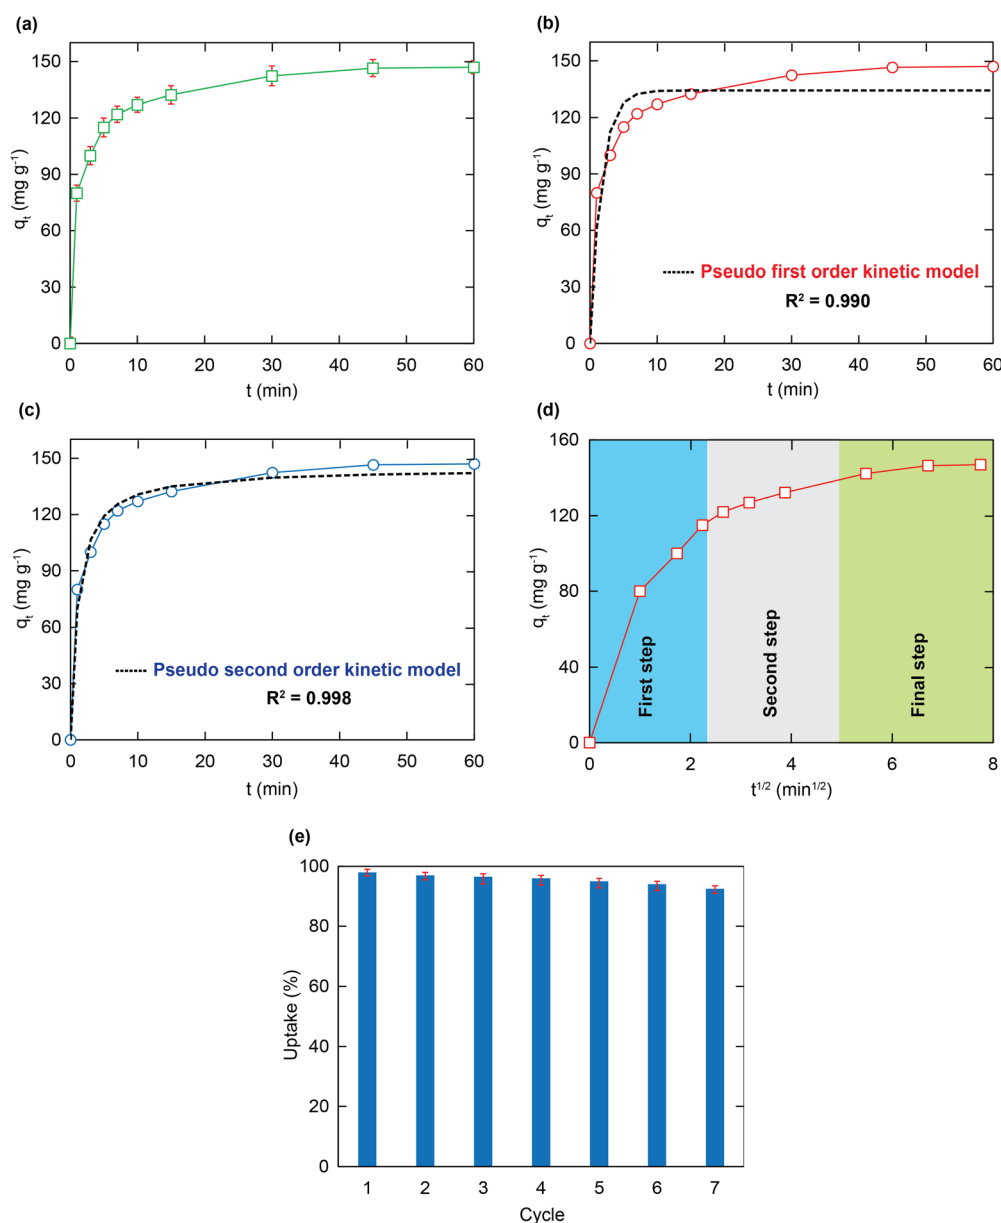 (a)
150
120
90
60
30
0
qt (mg g-1)
0 10 20 30 40 50 60
t (min)
(b)
150
120
90
60
30
0
qt (mg g-1)
Pseudo first order kinetic model
R2 = 0.990
0 10 20 30 40 50 60
t (min)
(c)
150
120
90
60
30
0
qt (mg g-1)
Pseudo second order kinetic model
R2 = 0.998
0 10 20 30 40 50 60
t (min)
(d)
160
120
80
40
0
qt (mg g-1)
First step
Second step
Final step
0 2 4 6 8
t1/2 (min1/2)
(e)
100
80
60
40
20
0
Uptake (%)
1 2 3 4 5 6 7
Cycle